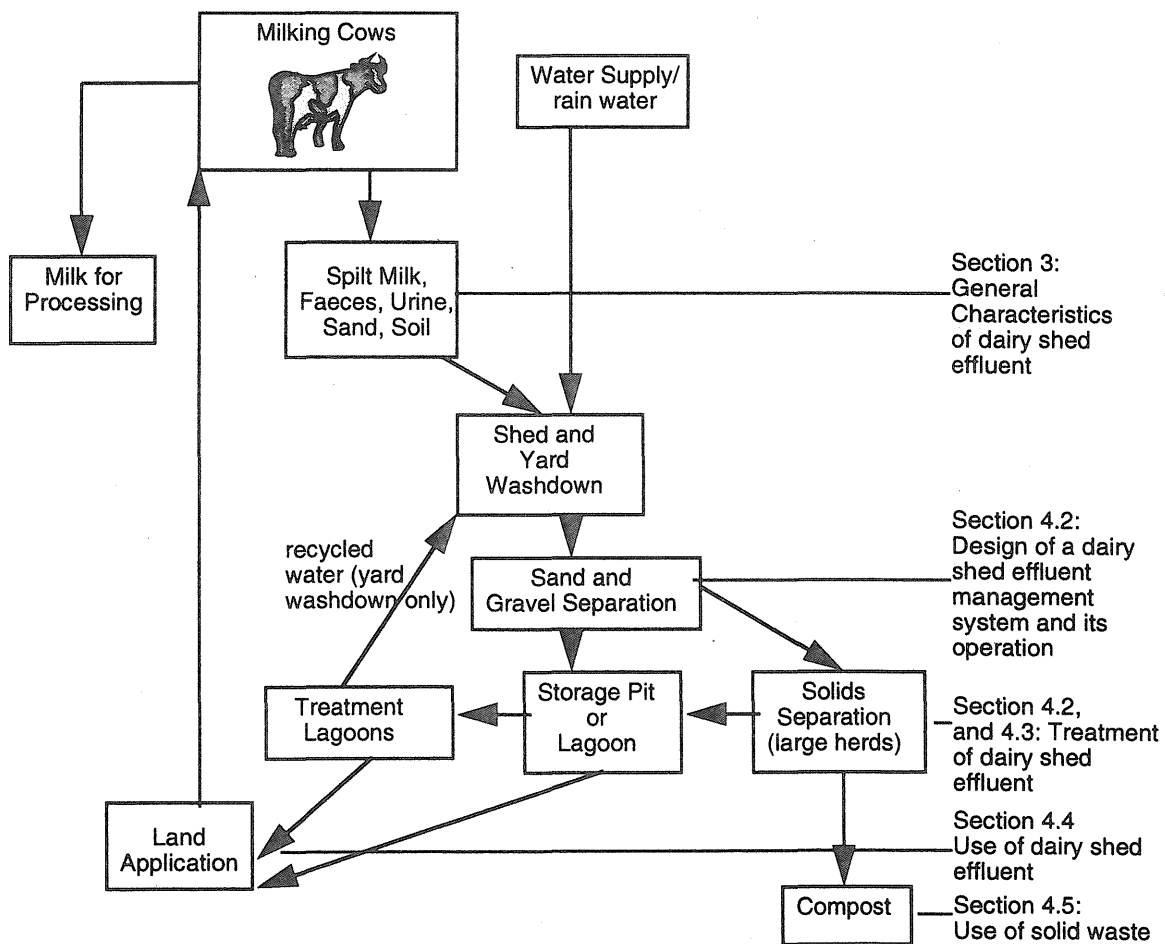 Milking Cows
Water Supply/
rain water
Milk for
Processing
Spilt Milk,
Faeces, Urine,
Sand, Soil
Section 3:
General
Characteristics
of dairy shed
effluent
Shed and
Yard
Washdown
recycled
water (yard
washdown only)
Sand and
Gravel Separation
Section 4.2:
Design of a dairy
shed effluent
management
system and its
operation
Treatment
Lagoons
Storage Pit
or
Lagoon
Solids
Separation
(large herds)
Section 4.2,
and 4.3: Treatment
of dairy shed
effluent
Land
Application
Section 4.4
Use of dairy shed
effluent
Compost
Section 4.5:
Use of solid waste